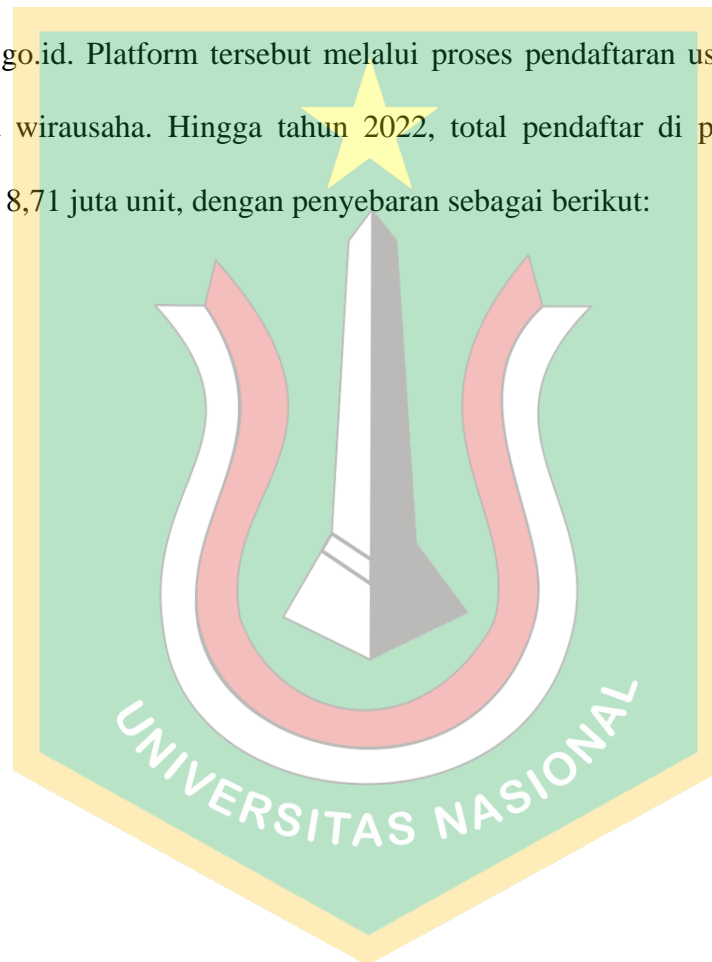 go.id. Platform tersebut melalui proses pendaftaran
wirausaha. Hingga tahun 2022, total pendaftar di
8,71 juta unit, dengan penyebaran sebagai berikut:
UNIVERSITAS NASIONAL